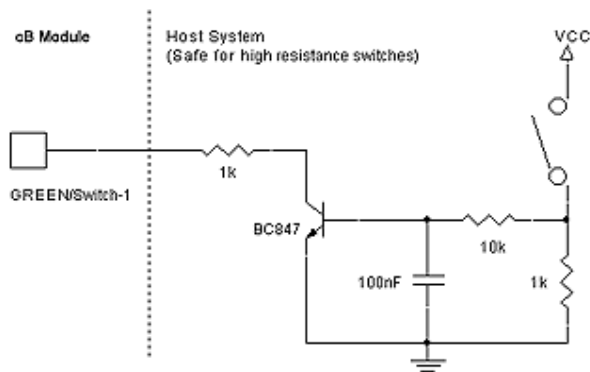 cB Module
Host System
(Safe for high resistance switches)
VCC
1k
GREEN/Switch-1
BC847
10k
100nF
1k